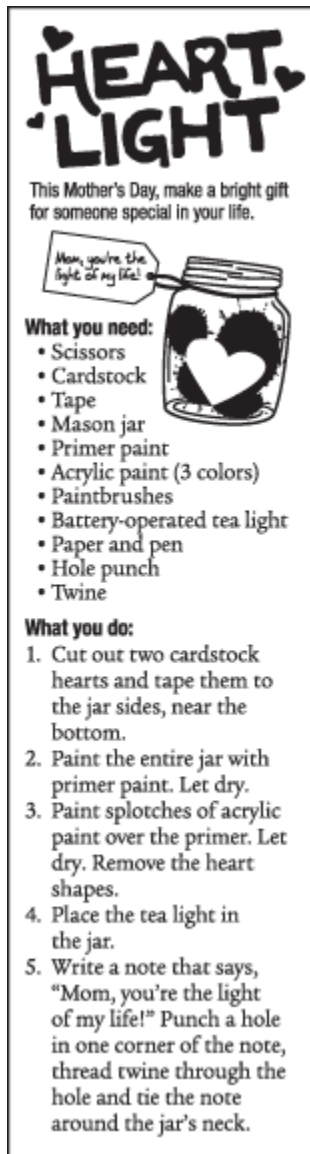 HEART
LIGHT
This Mother's Day, make a bright gift
for someone special in your life.
Mom, you're the
light of my life!
What you need:
• Scissors
• Cardstock
• Tape
• Mason jar
• Primer paint
• Acrylic paint (3 colors)
• Paintbrushes
• Battery-operated tea light
• Paper and pen
• Hole punch
• Twine
What you do:
1. Cut out two cardstock
hearts and tape them to
the jar sides, near the
bottom.
2. Paint the entire jar with
primer paint. Let dry.
3. Paint splotches of acrylic
paint over the primer. Let
dry. Remove the heart
shapes.
4. Place the tea light in
the jar.
5. Write a note that says,
“Mom, you're the light
of my life!” Punch a hole
in one corner of the note,
thread twine through the
hole and tie the note
around the jar's neck.